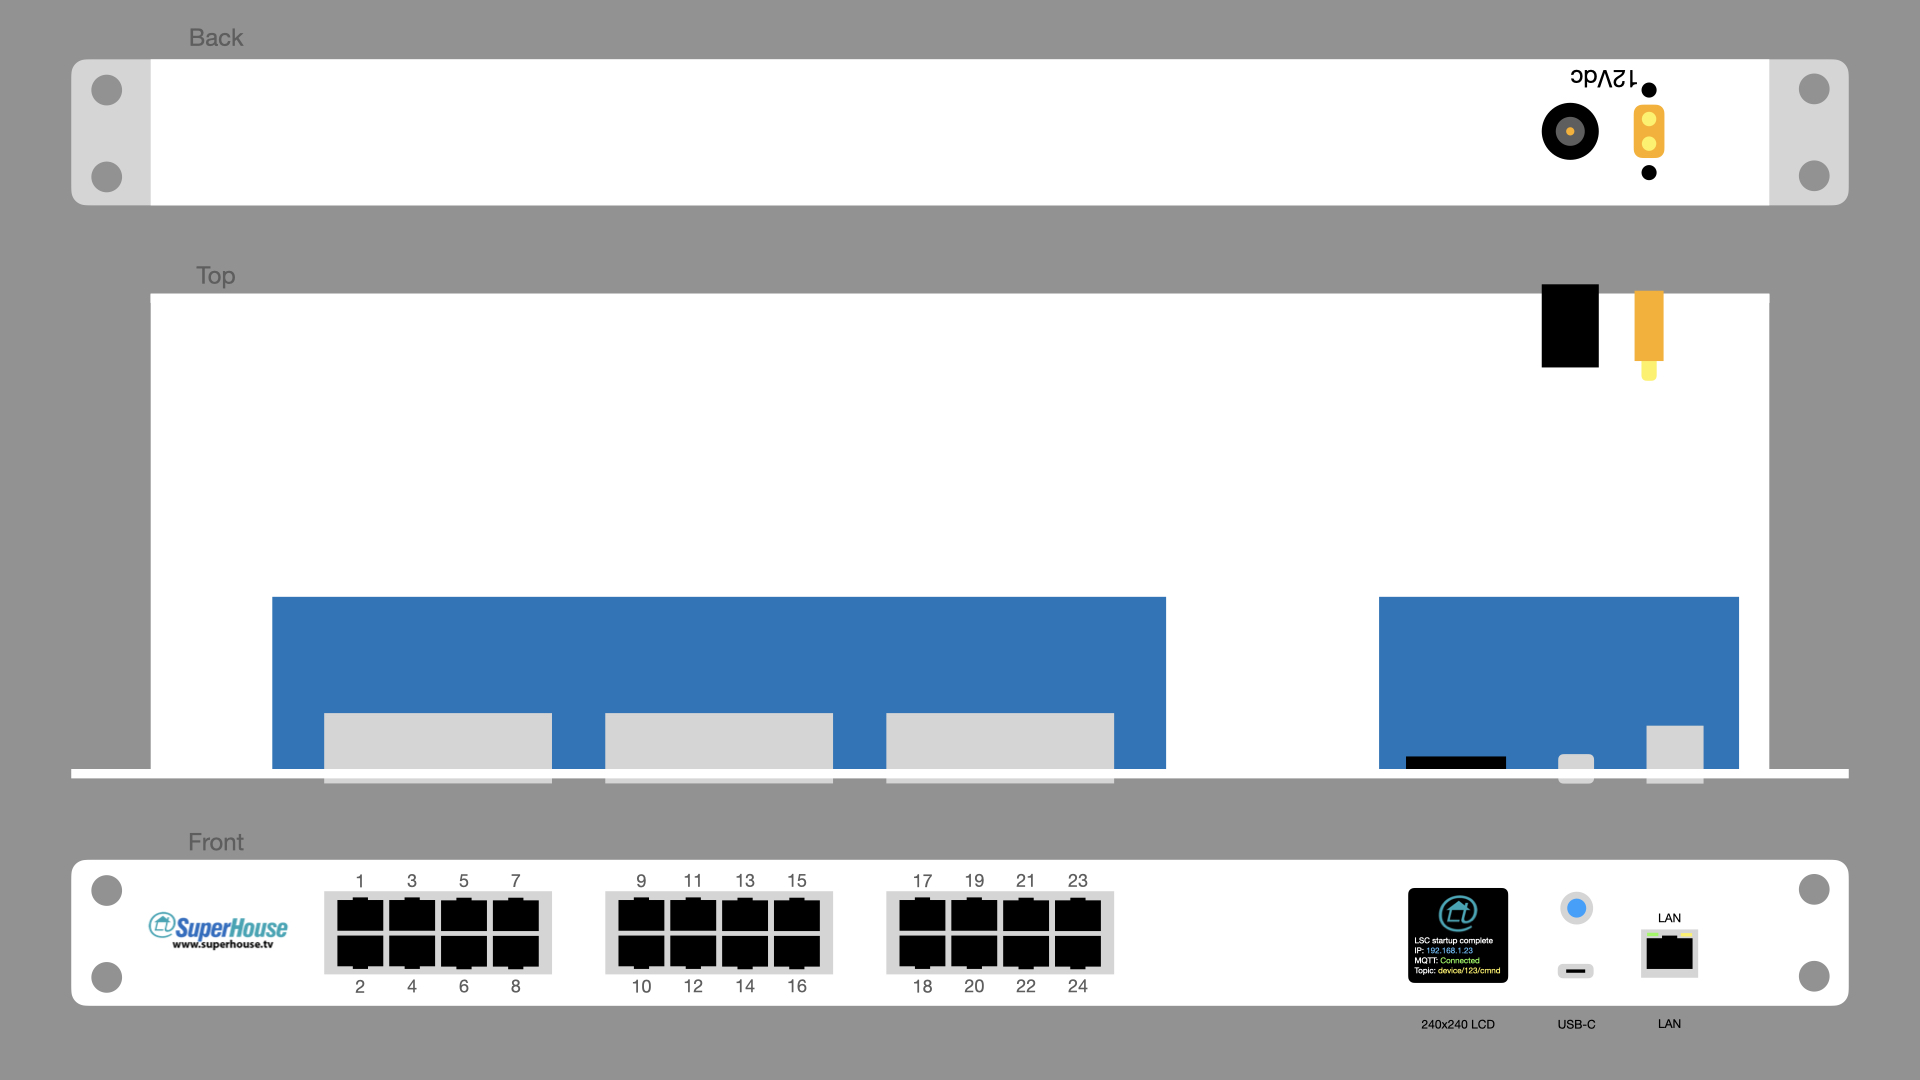 Back
12Vdc
Top
Front
1 3 5 7 9 11 13 15 17 19 21 23
SuperHouse
www.superhouse.tv
2 4 6 8 10 12 14 16 18 20 22 24
LSC startup complete
IP: 192.168.1.23
MQTT: Connected
Topic: device/123/cmnd
LAN
240x240 LCD
USB-C
LAN